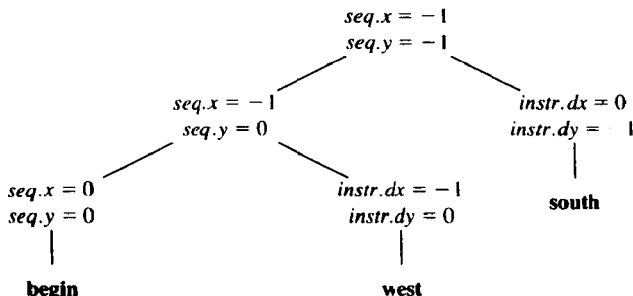 seq.x = −1
seq.y = −1
seq.x = −1
seq.y = 0
instr.dx = 0
instr.dy = − 1
seq.x = 0
seq.y = 0
instr.dx = −1
instr.dy = 0
south
begin
west